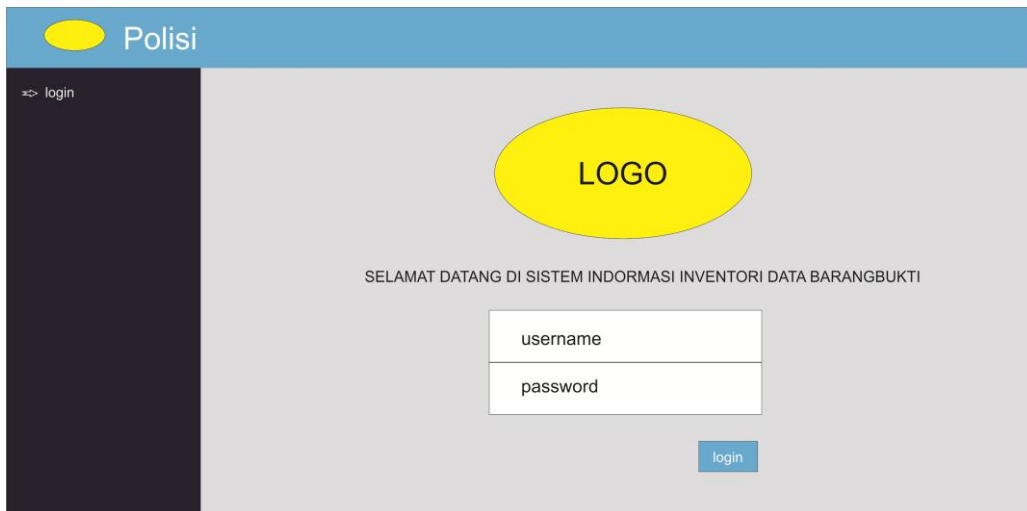 Polisi
login
LOGO
SELAMAT DATANG DI SISTEM INDORMASI INVENTORI DATA BARANGBUKTI
username
password
login